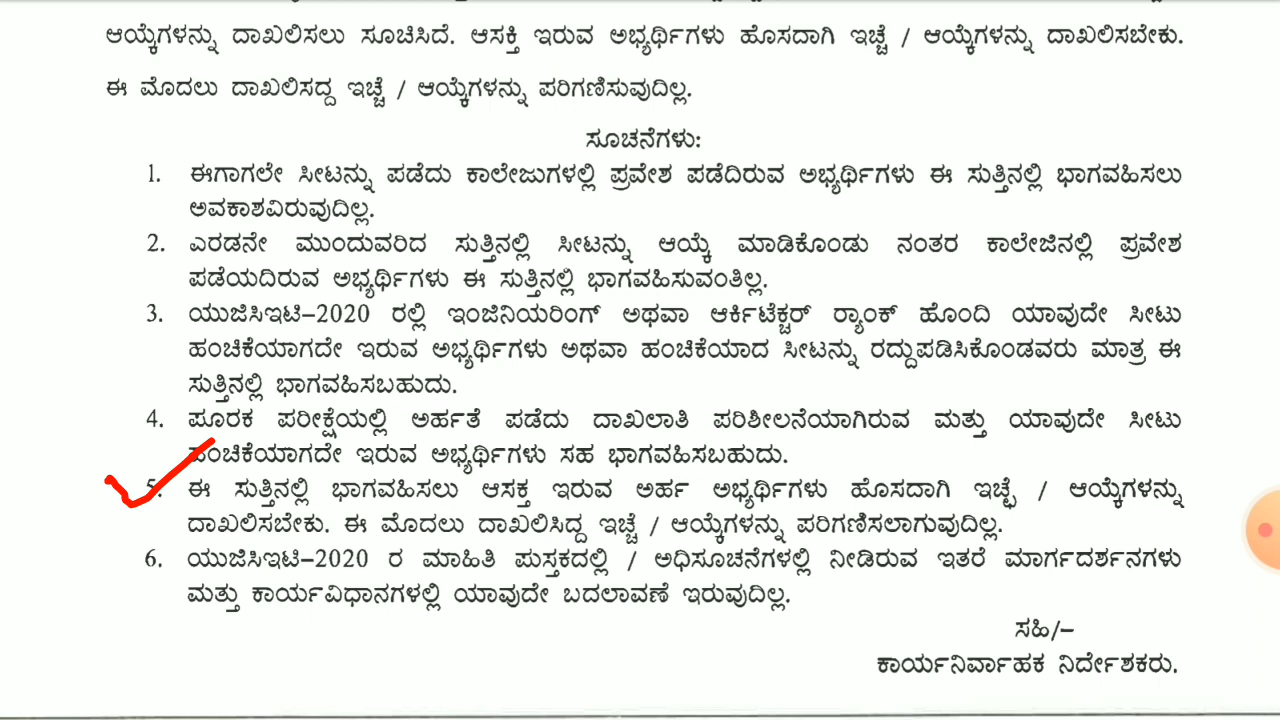 ಆಯ್ಕೆಗಳನ್ನು ದಾಖಲಿಸಲು ಸೂಚಿಸಿದೆ. ಆಸಕ್ತಿ ಇರುವ ಅಭ್ಯರ್ಥಿಗಳು ಹೊಸದಾಗಿ ಇಚ್ಚೆ / ಆಯ್ಕೆಗಳನ್ನು ದಾಖಲಿಸಬೇಕು.
ಈ ಮೊದಲು ದಾಖಲಿಸದ್ದ ಇಚ್ಚೆ / ಆಯ್ಕೆಗಳನ್ನು ಪರಿಗಣಿಸುವುದಿಲ್ಲ.
ಸೂಚನೆಗಳು:
1. ಈಗಾಗಲೇ ಸೀಟನ್ನು ಪಡೆದು ಕಾಲೇಜುಗಳಲ್ಲಿ ಪ್ರವೇಶ ಪಡೆದಿರುವ ಅಭ್ಯರ್ಥಿಗಳು ಈ ಸುತ್ತಿನಲ್ಲಿ ಭಾಗವಹಿಸಲು
ಅವಕಾಶವಿರುವುದಿಲ್ಲ.
2. ಎರಡನೇ ಮುಂದುವರಿದ ಸುತ್ತಿನಲ್ಲಿ ಸೀಟನ್ನು ಆಯ್ಕೆ ಮಾಡಿಕೊಂಡು ನಂತರ ಕಾಲೇಜಿನಲ್ಲಿ ಪ್ರವೇಶ
ಪಡೆಯದಿರುವ ಅಭ್ಯರ್ಥಿಗಳು ಈ ಸುತ್ತಿನಲ್ಲಿ ಭಾಗವಹಿಸುವಂತಿಲ್ಲ.
3. ಯುಜಿಸಿಇಟಿ–2020 ರಲ್ಲಿ ಇಂಜಿನಿಯರಿಂಗ್ ಅಥವಾ ಆರ್ಕಿಟೆಕ್ಚರ್ ರ‍್ಯಾಂಕ್ ಹೊಂದಿ ಯಾವುದೇ ಸೀಟು
ಹಂಚಿಕೆಯಾಗದೇ ಇರುವ ಅಭ್ಯರ್ಥಿಗಳು ಅಥವಾ ಹಂಚಿಕೆಯಾದ ಸೀಟನ್ನು ರದ್ದುಪಡಿಸಿಕೊಂಡವರು ಮಾತ್ರ ಈ
ಸುತ್ತಿನಲ್ಲಿ ಭಾಗವಹಿಸಬಹುದು.
4. ಪೂರಕ ಪರೀಕ್ಷೆಯಲ್ಲಿ ಅರ್ಹತೆ ಪಡೆದು ದಾಖಲಾತಿ ಪರಿಶೀಲನೆಯಾಗಿರುವ ಮತ್ತು ಯಾವುದೇ ಸೀಟು
ಹಂಚಿಕೆಯಾಗದೇ ಇರುವ ಅಭ್ಯರ್ಥಿಗಳು ಸಹ ಭಾಗವಹಿಸಬಹುದು.
5. ಈ ಸುತ್ತಿನಲ್ಲಿ ಭಾಗವಹಿಸಲು ಆಸಕ್ತ ಇರುವ ಅರ್ಹ ಅಭ್ಯರ್ಥಿಗಳು ಹೊಸದಾಗಿ ಇಚ್ಛೆ / ಆಯ್ಕೆಗಳನ್ನು
ದಾಖಲಿಸಬೇಕು. ಈ ಮೊದಲು ದಾಖಲಿಸಿದ್ದ ಇಚ್ಚೆ / ಆಯ್ಕೆಗಳನ್ನು ಪರಿಗಣಿಸಲಾಗುವುದಿಲ್ಲ.
6. ಯುಜಿಸಿಇಟಿ–2020 ರ ಮಾಹಿತಿ ಪುಸ್ತಕದಲ್ಲಿ / ಅಧಿಸೂಚನೆಗಳಲ್ಲಿ ನೀಡಿರುವ ಇತರೆ ಮಾರ್ಗದರ್ಶನಗಳು
ಮತ್ತು ಕಾರ್ಯವಿಧಾನಗಳಲ್ಲಿ ಯಾವುದೇ ಬದಲಾವಣೆ ಇರುವುದಿಲ್ಲ.
ಸಹಿ/–
ಕಾರ್ಯನಿರ್ವಾಹಕ ನಿರ್ದೇಶಕರು.